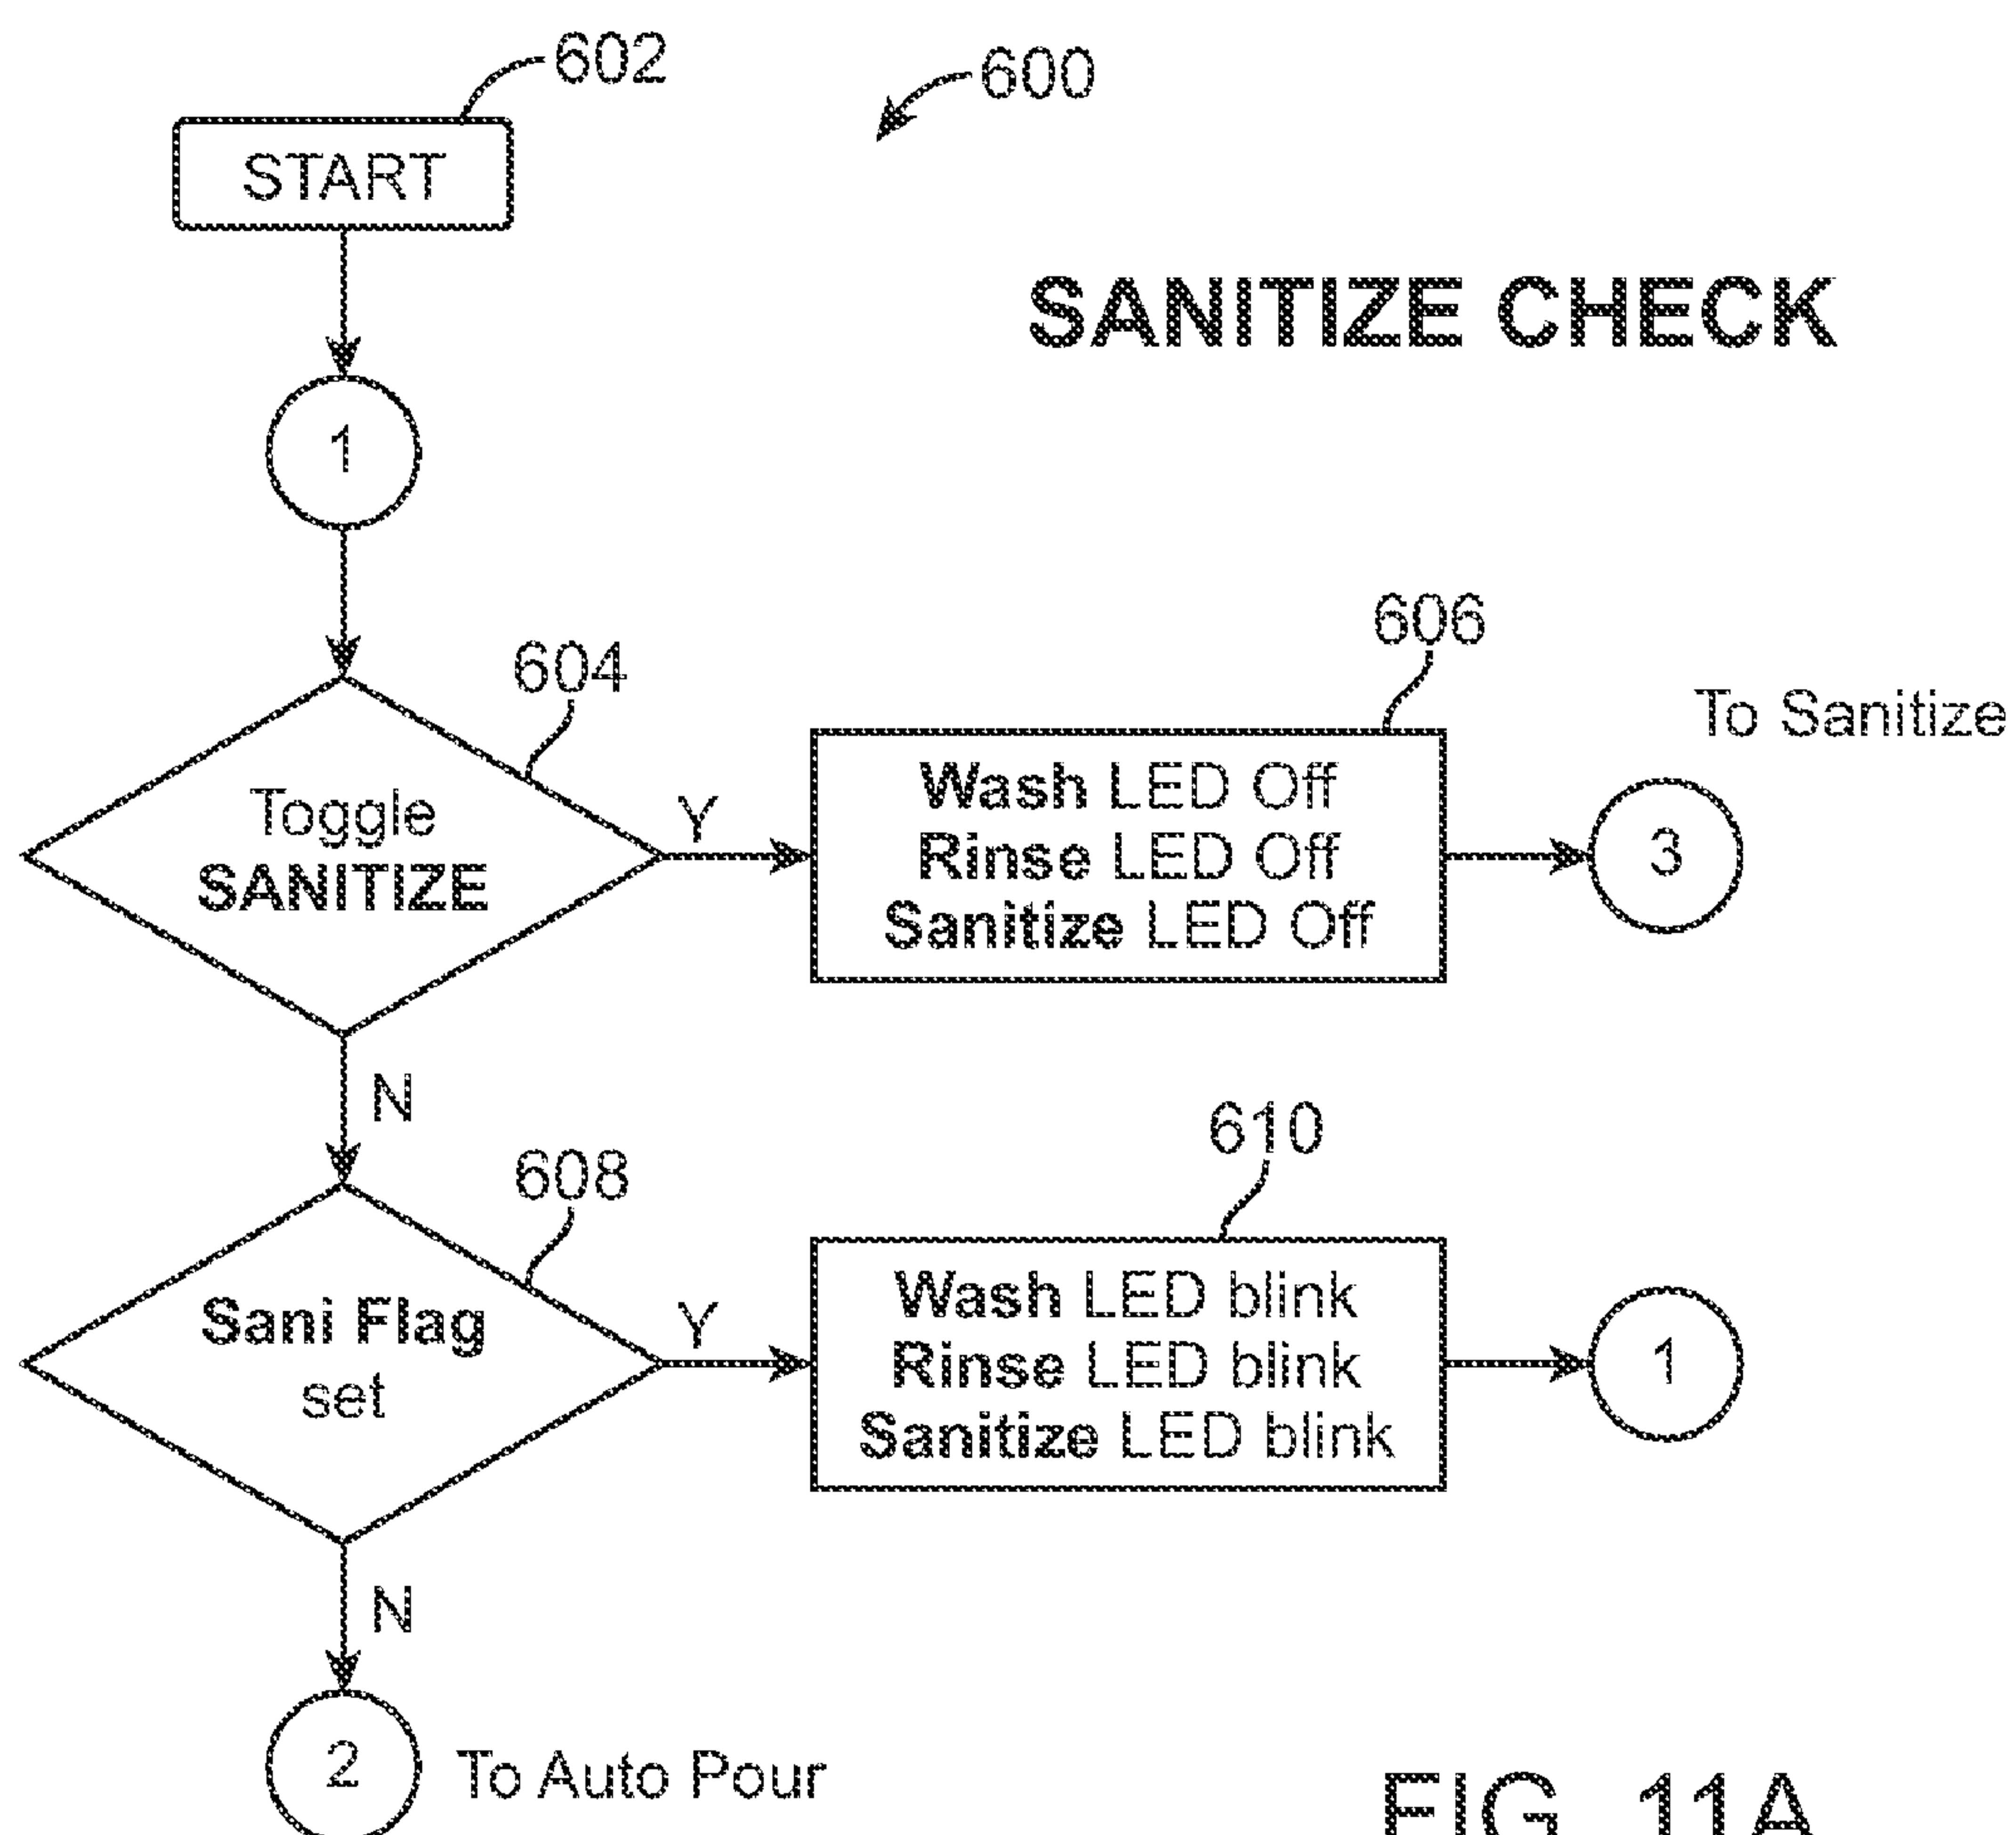 602
600
START
SANITIZE CHECK
1
604
606
To Sanitize
Toggle
SANITIZE
Y
Wash LED Off
Rinse LED Off
Sanitize LED Off
3
N
608
610
Sani Flag
set
Y
Wash LED blink
Rinse LED blink
Sanitize LED blink
1
N
2
To Auto Pour
FIG. 11A